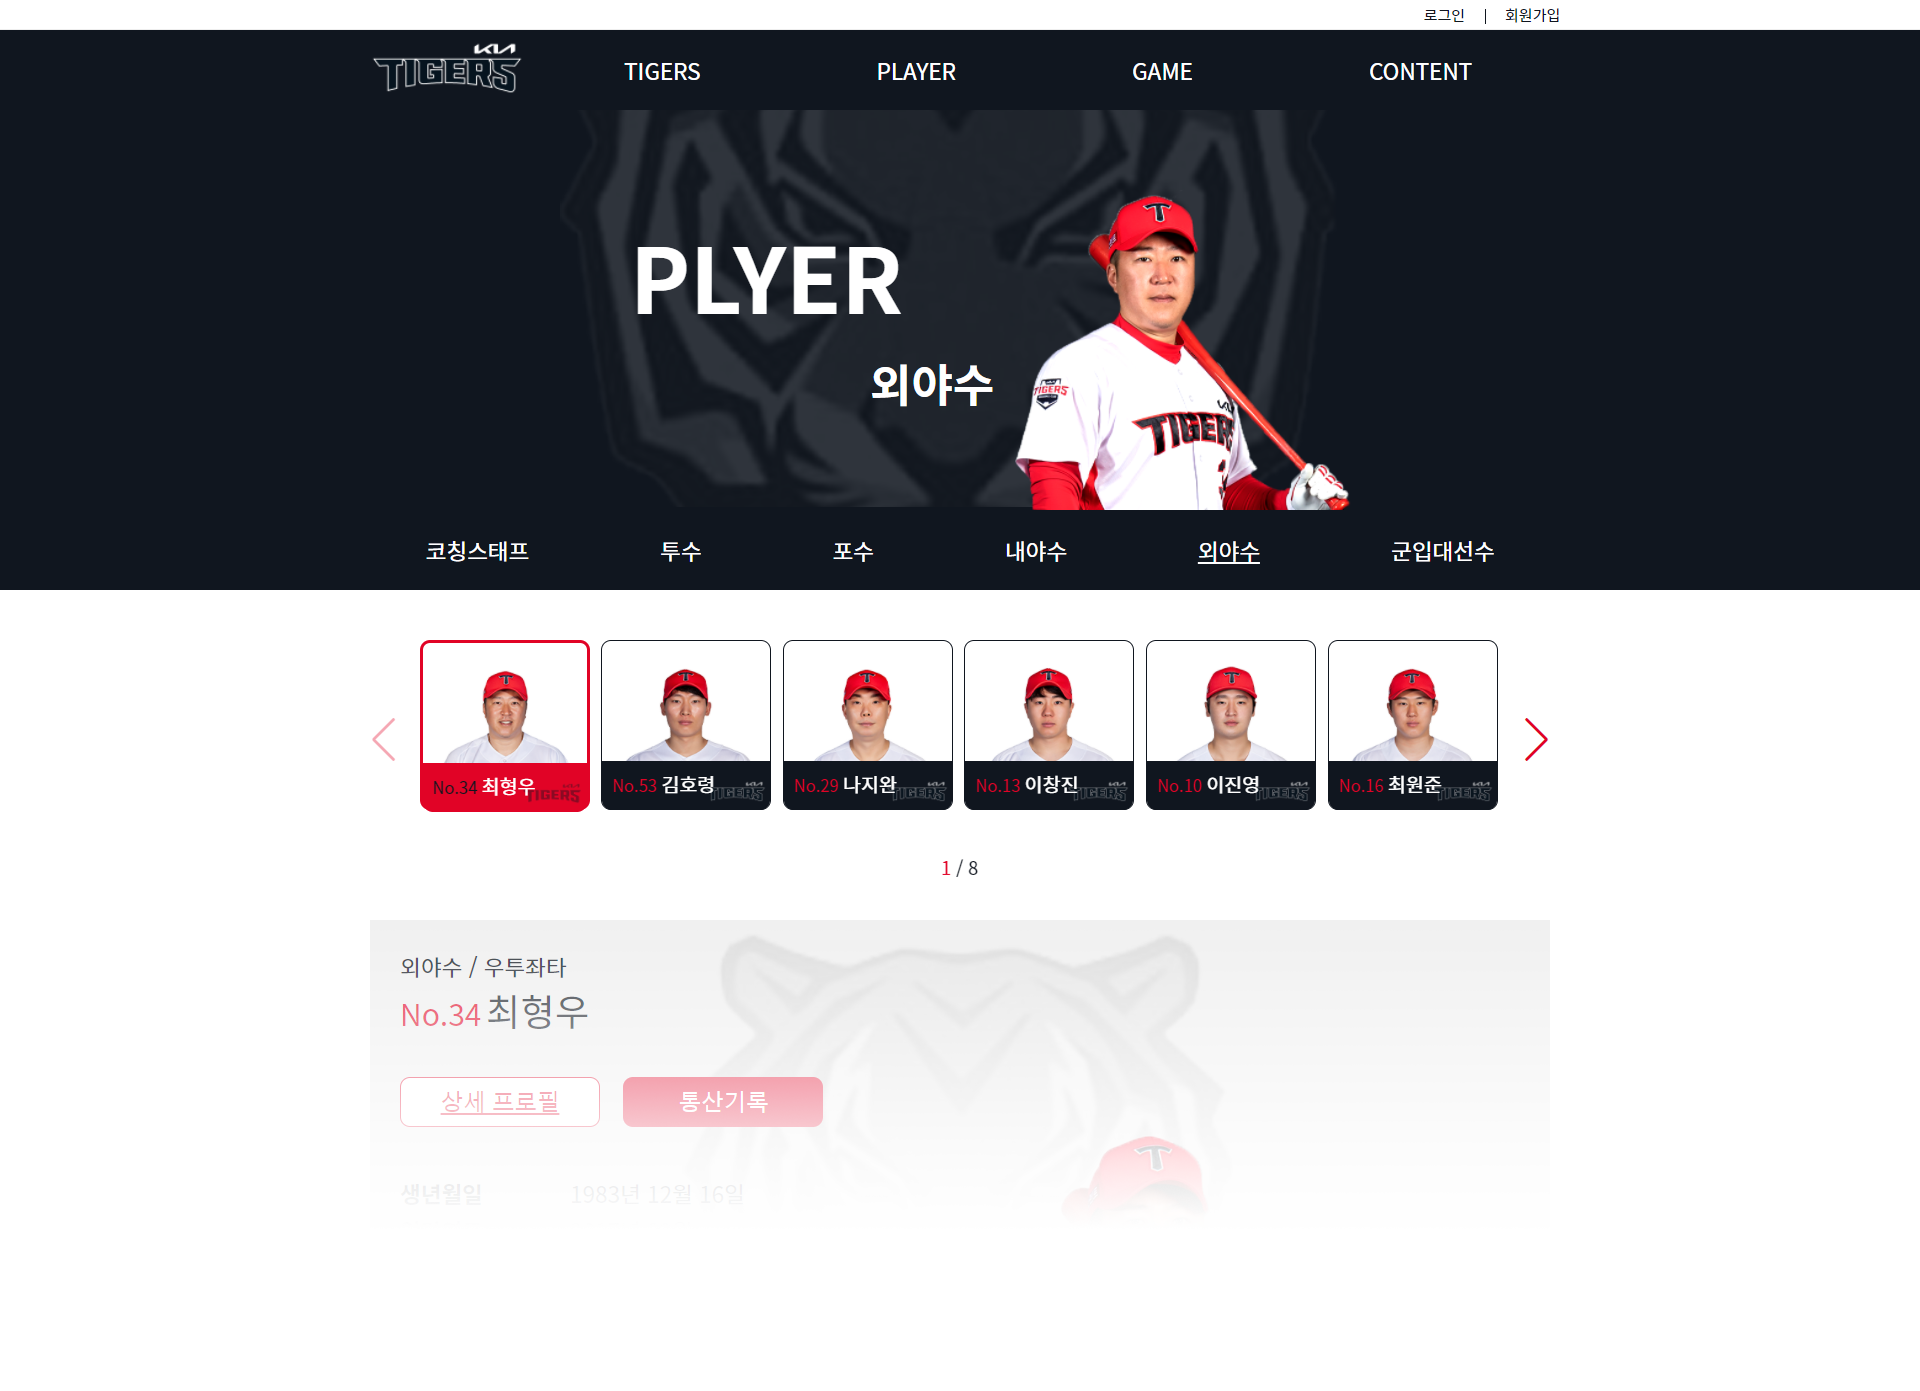 로그인 | 회원가입
KIA TIGERS
TIGERS PLAYER GAME CONTENT
PLYER
외야수
코칭스태프 투수 포수 내야수 외야수 군입대선수
No.34 최형우 TIGERS
No.53 김호령 KIA TIGERS
No.29 나지완 KIA TIGERS
No.13 이창진 KIA TIGERS
No.10 이진영 KIA TIGERS
No.16 최원준 KIA TIGERS
1 / 8
외야수 / 우투좌타
No.34 최형우
상세 프로필 통산기록
생년월일 1983년 12월 16일